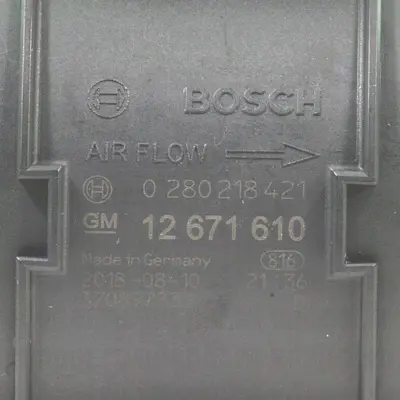 BOSCH
AIR FLOW
0 280 218 421
GM 12 671 610
Made in Germany 816
2018-08-10 21:36